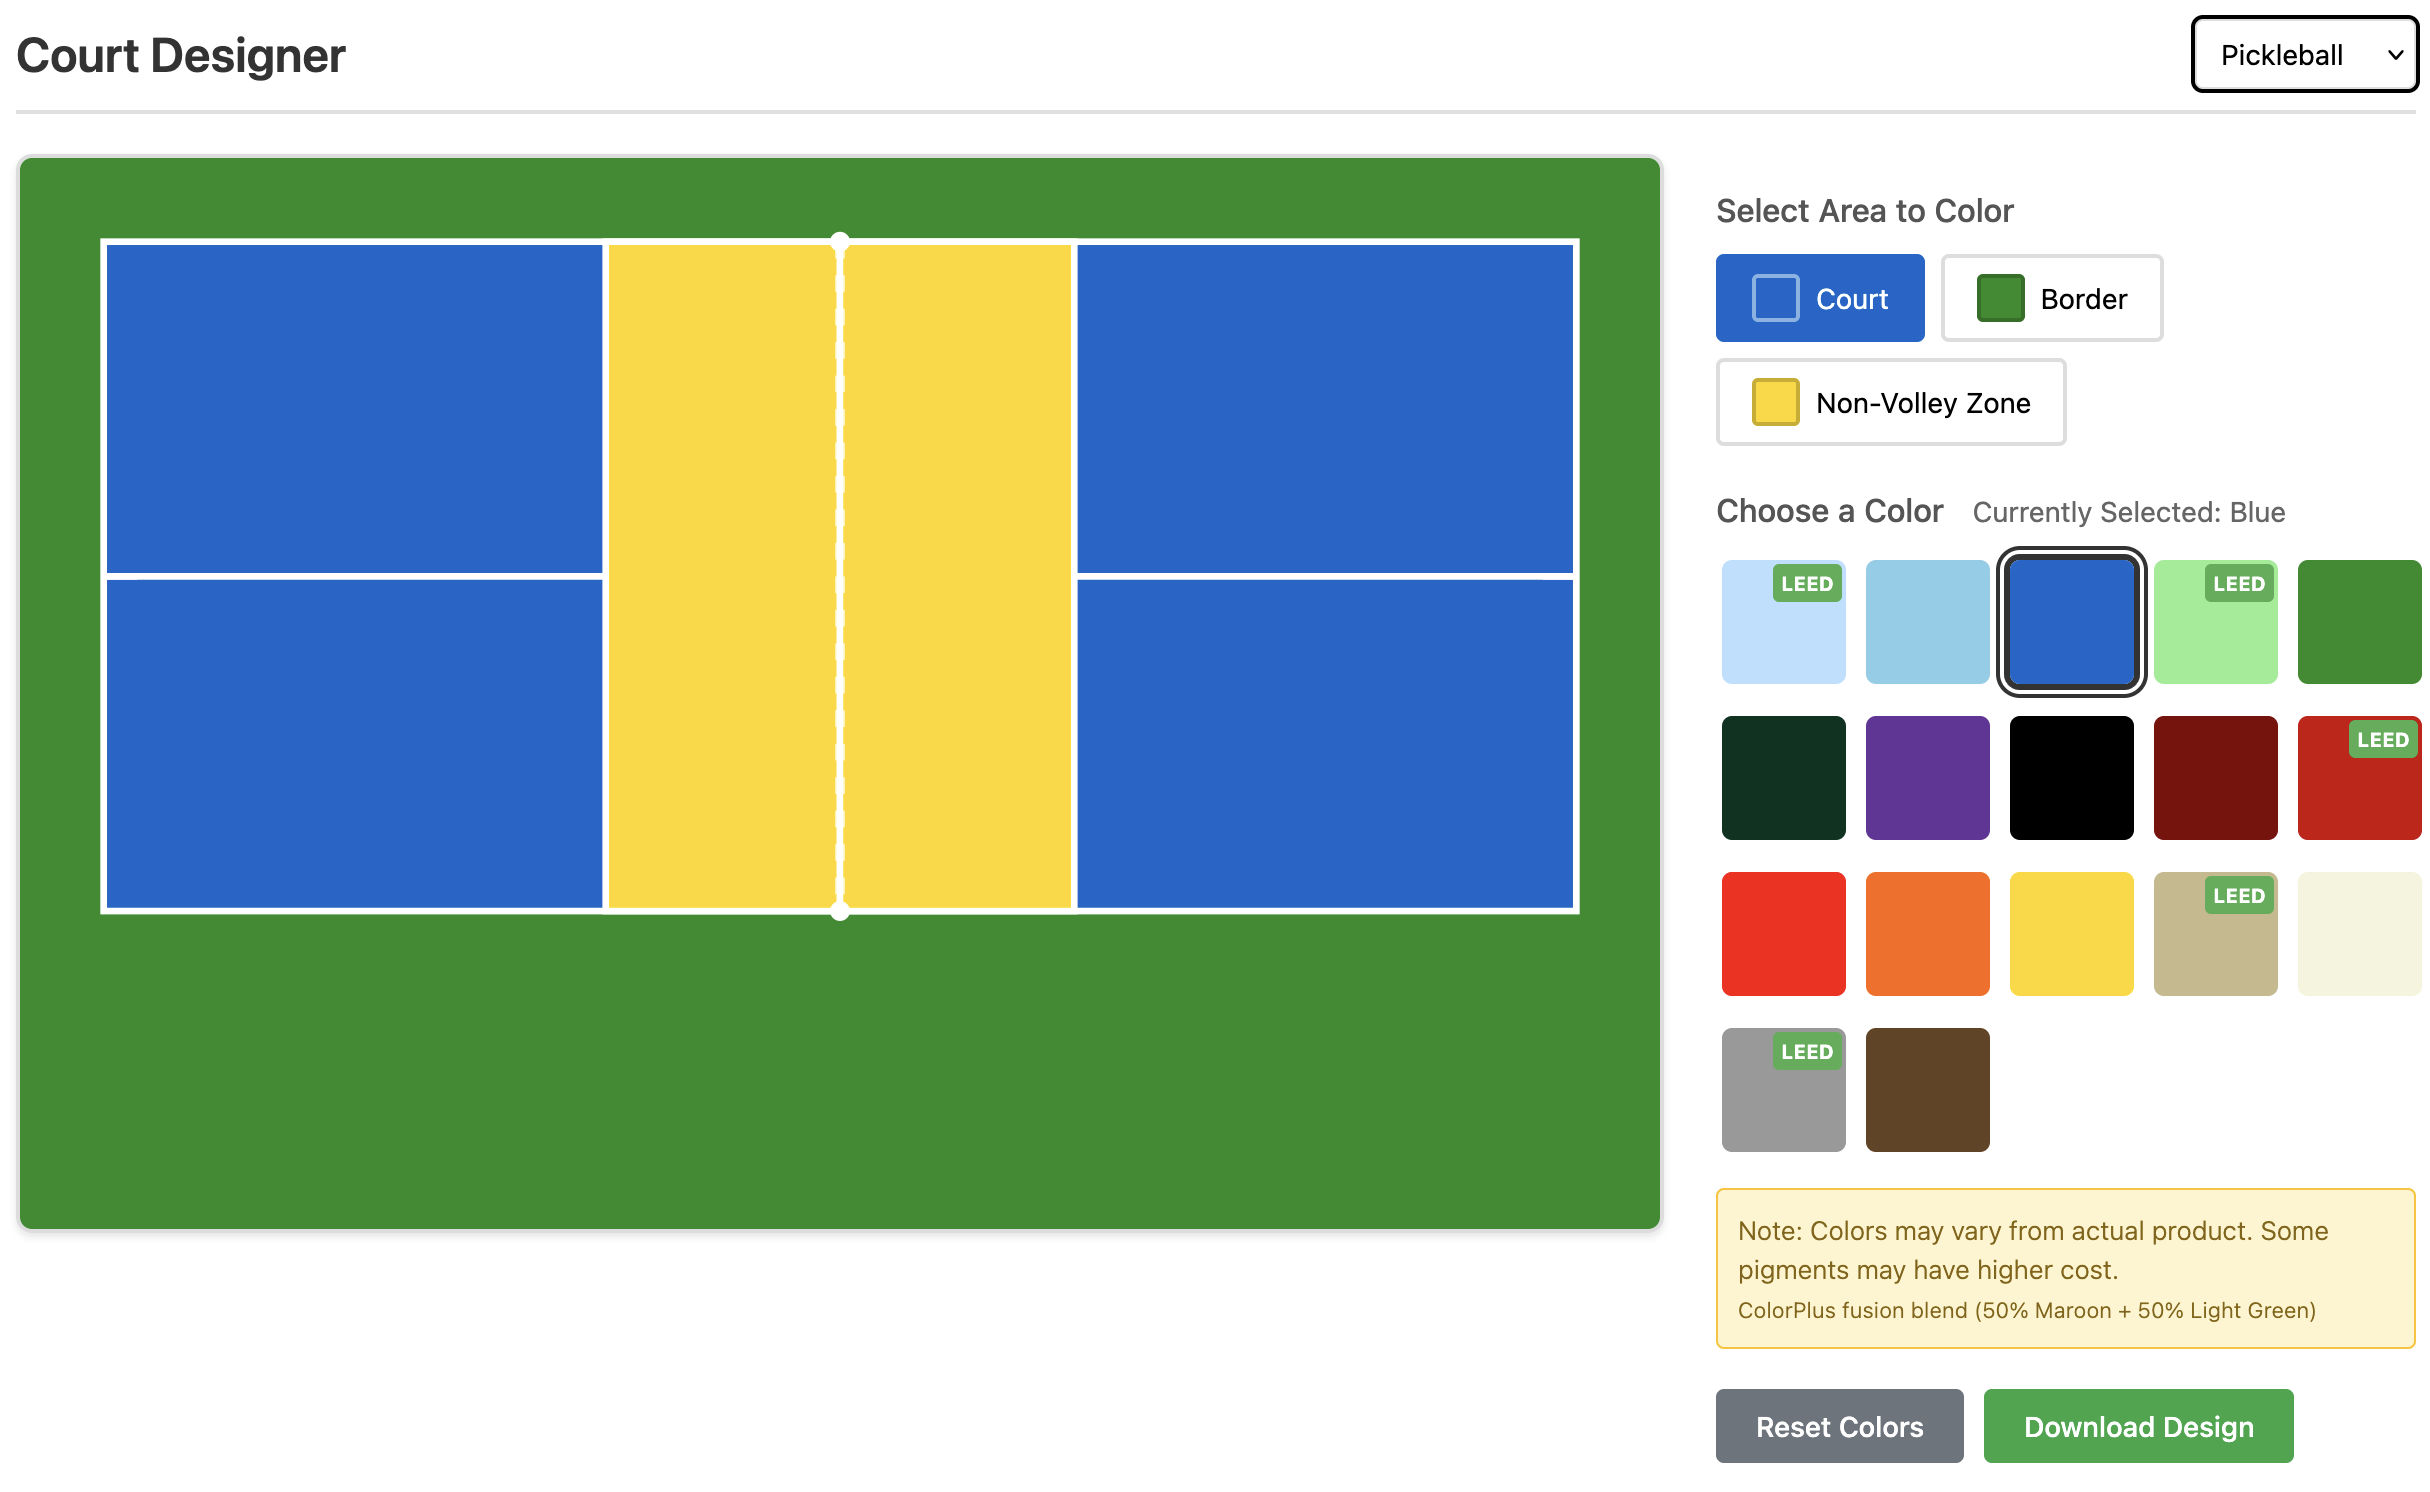 Court Designer
Pickleball
Select Area to Color
Court
Border
Non-Volley Zone
Choose a Color
Currently Selected: Blue
LEED
LEED
LEED
LEED
LEED
Note: Colors may vary from actual product. Some
pigments may have higher cost.
ColorPlus fusion blend (50% Maroon + 50% Light Green)
Reset Colors
Download Design